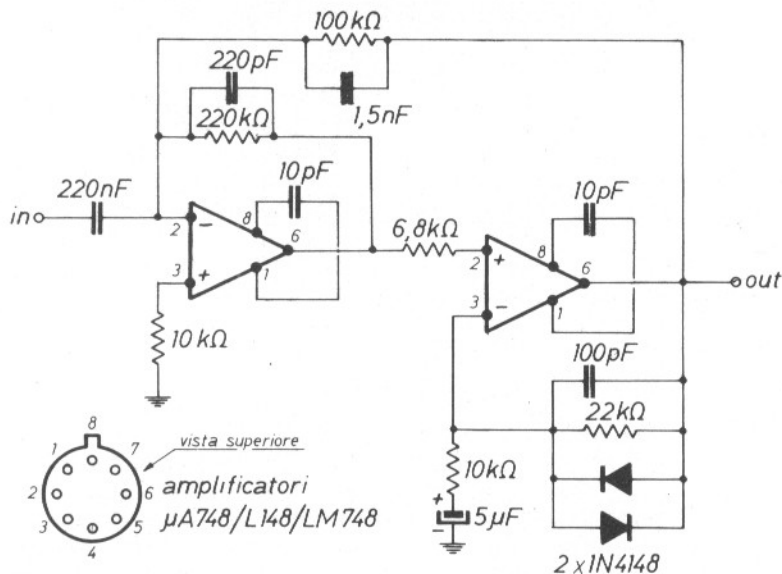 100kΩ
220pF
1,5nF
220kΩ
220nF
10pF
in
2
-
8
6
3
+
1
10kΩ
6,8kΩ
10pF
2
+
8
6
3
-
1
out
100pF
22kΩ
10kΩ
+
5µF
-
2x1N4148
8
vista superiore
1
7
2
6
3
5
4
amplificatori
µA748/L148/LM748